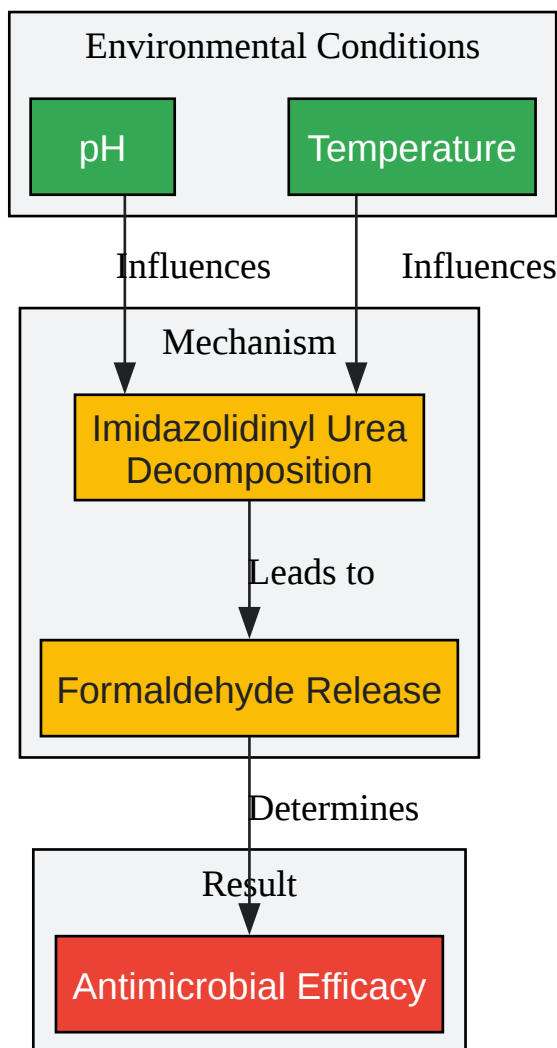 Environmental Conditions
pH
Temperature
Influences
Influences
Mechanism
Imidazolidinyl Urea
Decomposition
Leads to
Formaldehyde Release
Determines
Result
Antimicrobial Efficacy